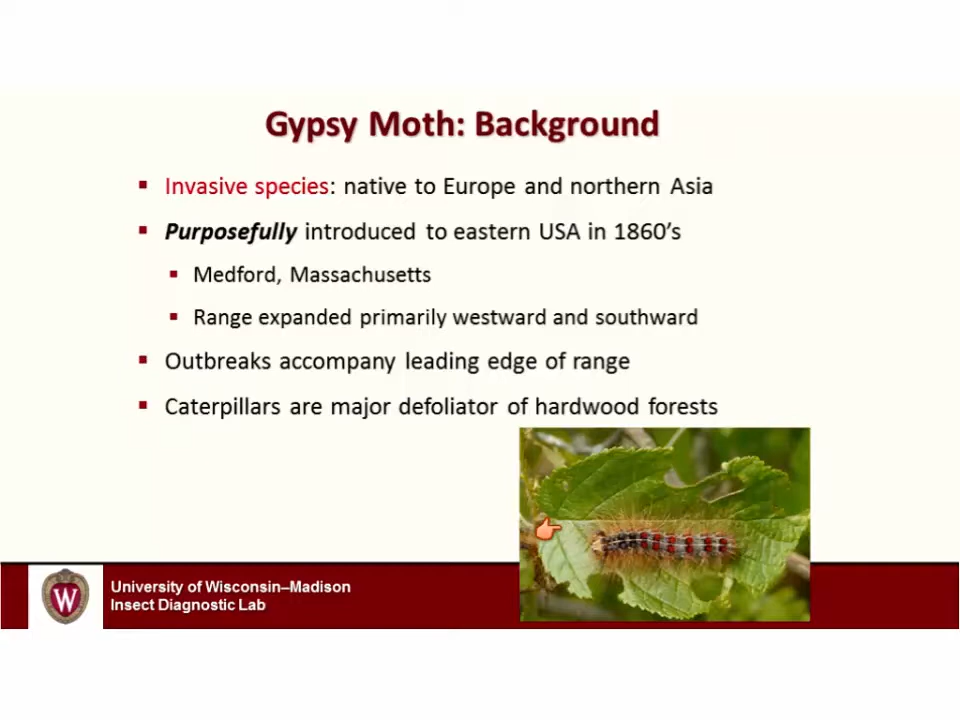 Gypsy Moth: Background
▪ Invasive species: native to Europe and northern Asia
▪ Purposefully introduced to eastern USA in 1860’s
▪ Medford, Massachusetts
▪ Range expanded primarily westward and southward
▪ Outbreaks accompany leading edge of range
▪ Caterpillars are major defoliator of hardwood forests
W
University of Wisconsin–Madison
Insect Diagnostic Lab